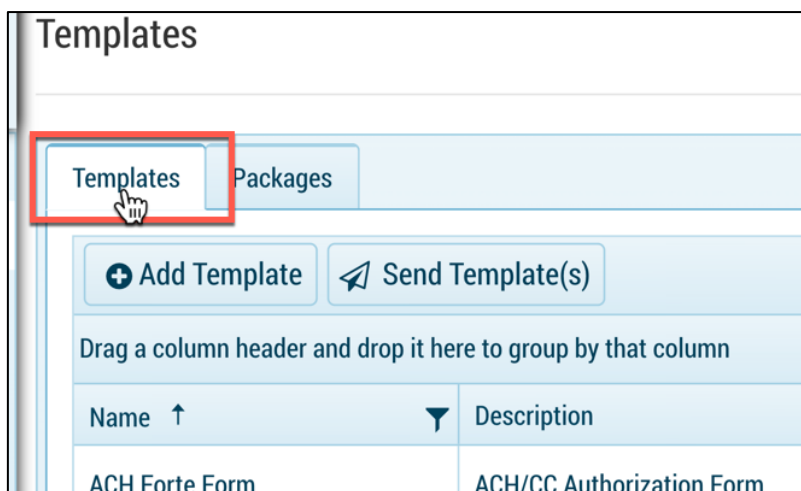 Templates
Templates Packages
Add Template Send Template(s)
Drag a column header and drop it here to group by that column
Name ↑ Description
ACH Forte Form ACH/CC Authorization Form